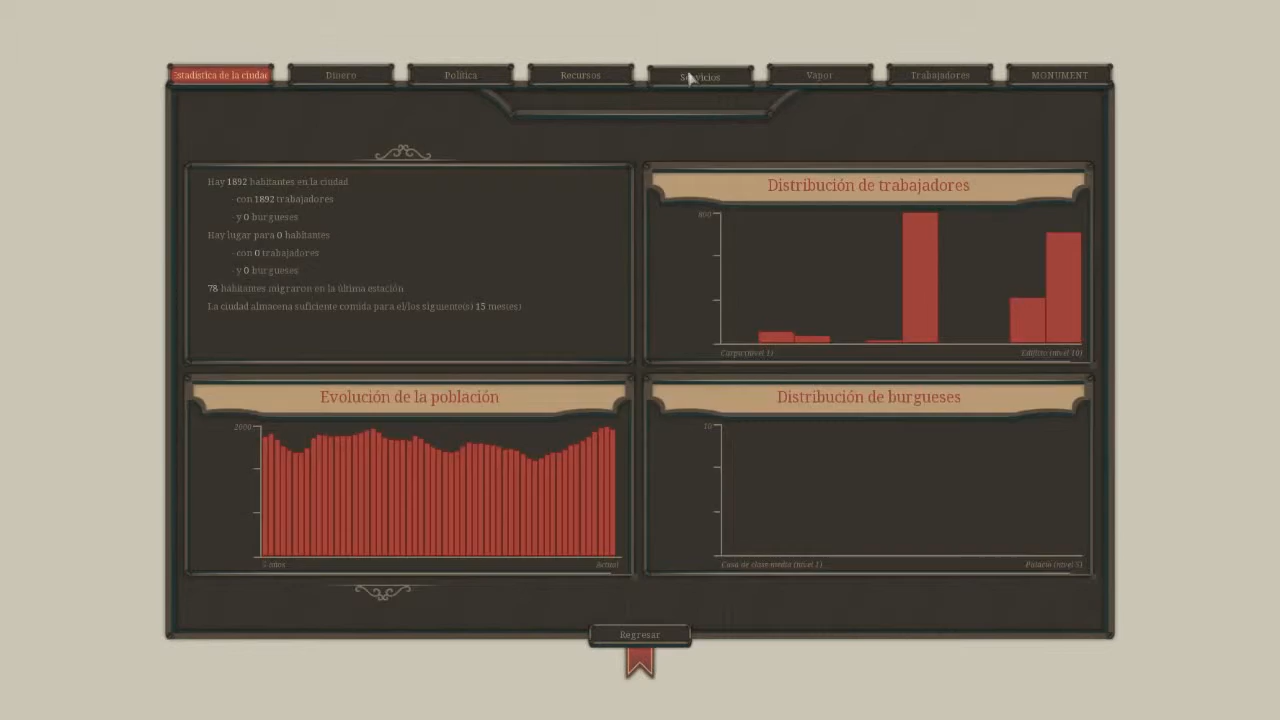 Estadística de la ciudad
Dinero
Política
Recursos
Servicios
Vapor
Trabajadores
MONUMENT
Hay 1892 habitantes en la ciudad
- con 1892 trabajadores
- y 0 burgueses
Hay lugar para 0 habitantes
- con 0 trabajadores
- y 0 burgueses
78 habitantes migraron en la última estación
La ciudad almacena suficiente comida para el/los siguiente(s) 15 mes(es)
Distribución de trabajadores
800
Carpa (nivel 1)
Edificio (nivel 10)
Evolución de la población
2000
5 años
Actual
Distribución de burgueses
10
Casa de clase media (nivel 1)
Palacio (nivel 5)
Regresar